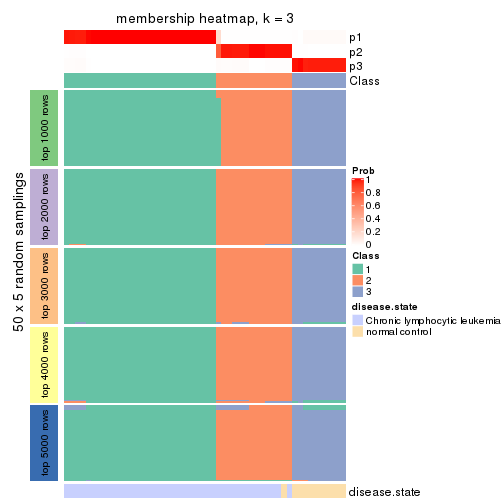 membership heatmap, k = 3
p1
p2
p3
Class
50 x 5 random samplings
top 1000 rows
top 2000 rows
top 3000 rows
top 4000 rows
top 5000 rows
Prob
1
0.8
0.6
0.4
0.2
0
Class
1
2
3
disease.state
Chronic lymphocytic leukemia
normal control
disease.state